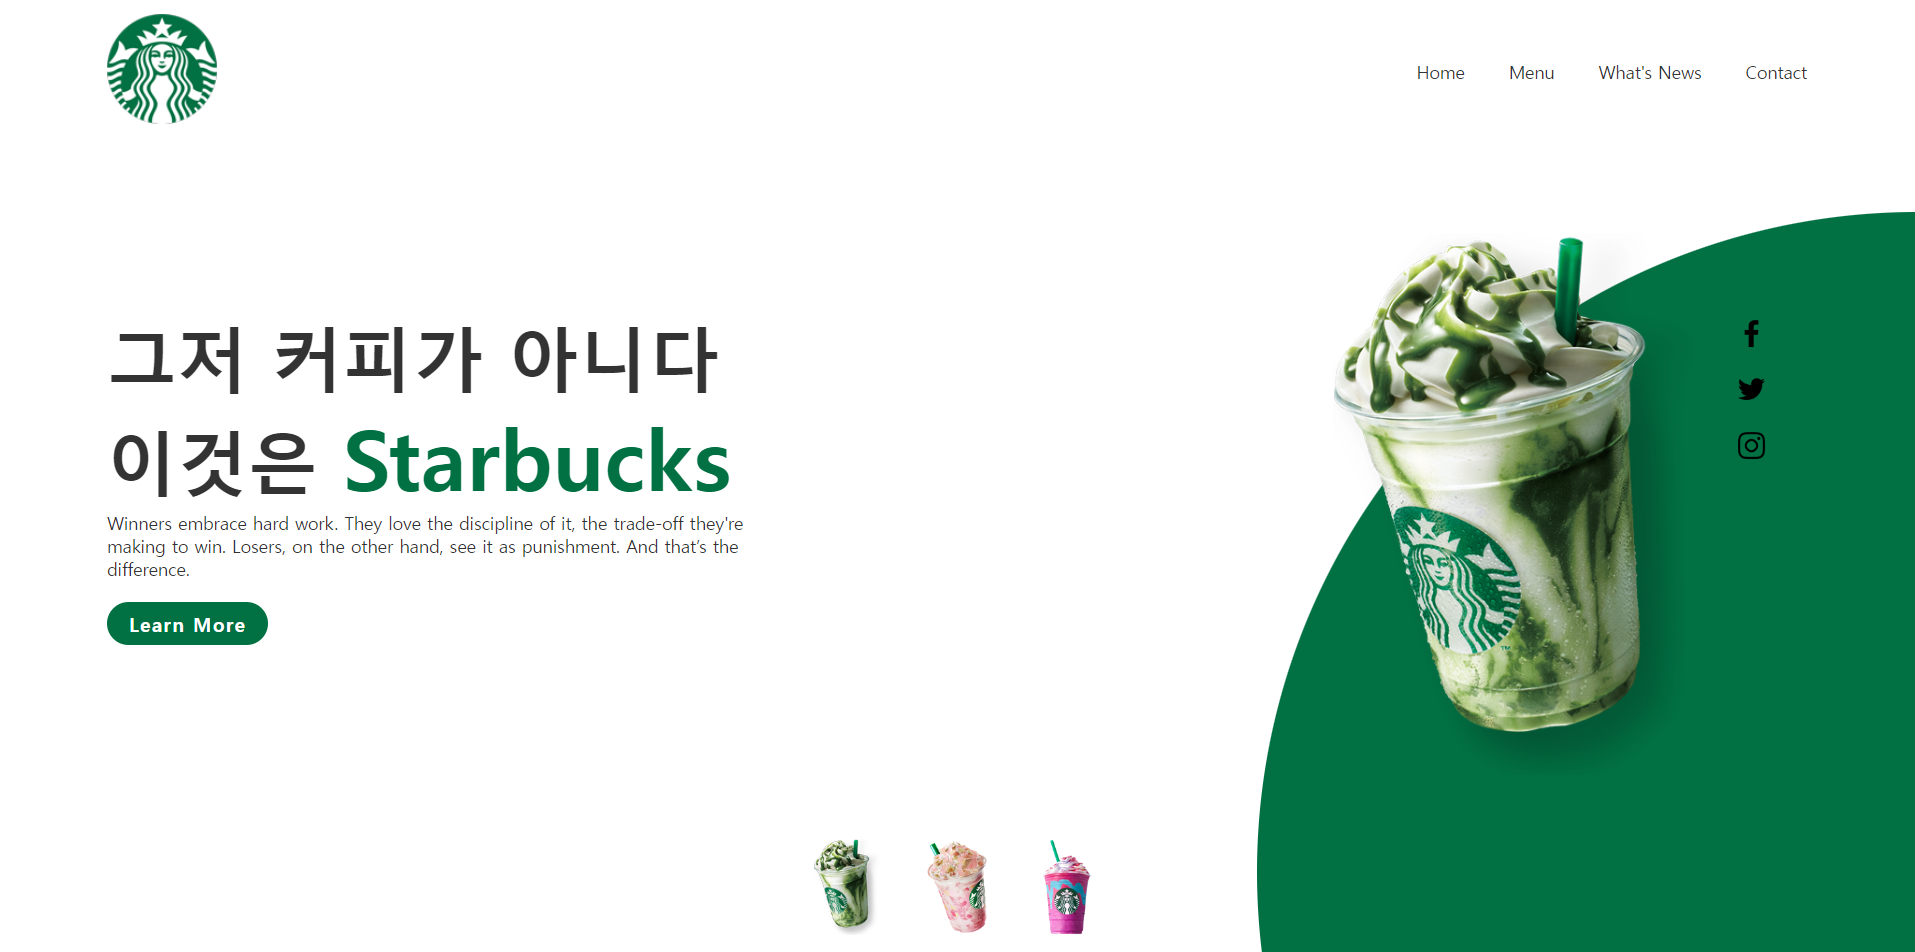 Home Menu What's News Contact
그저 커피가 아니다
이것은 Starbucks
Winners embrace hard work. They love the discipline of it, the trade-off they're
making to win. Losers, on the other hand, see it as punishment. And that’s the
difference.
Learn More